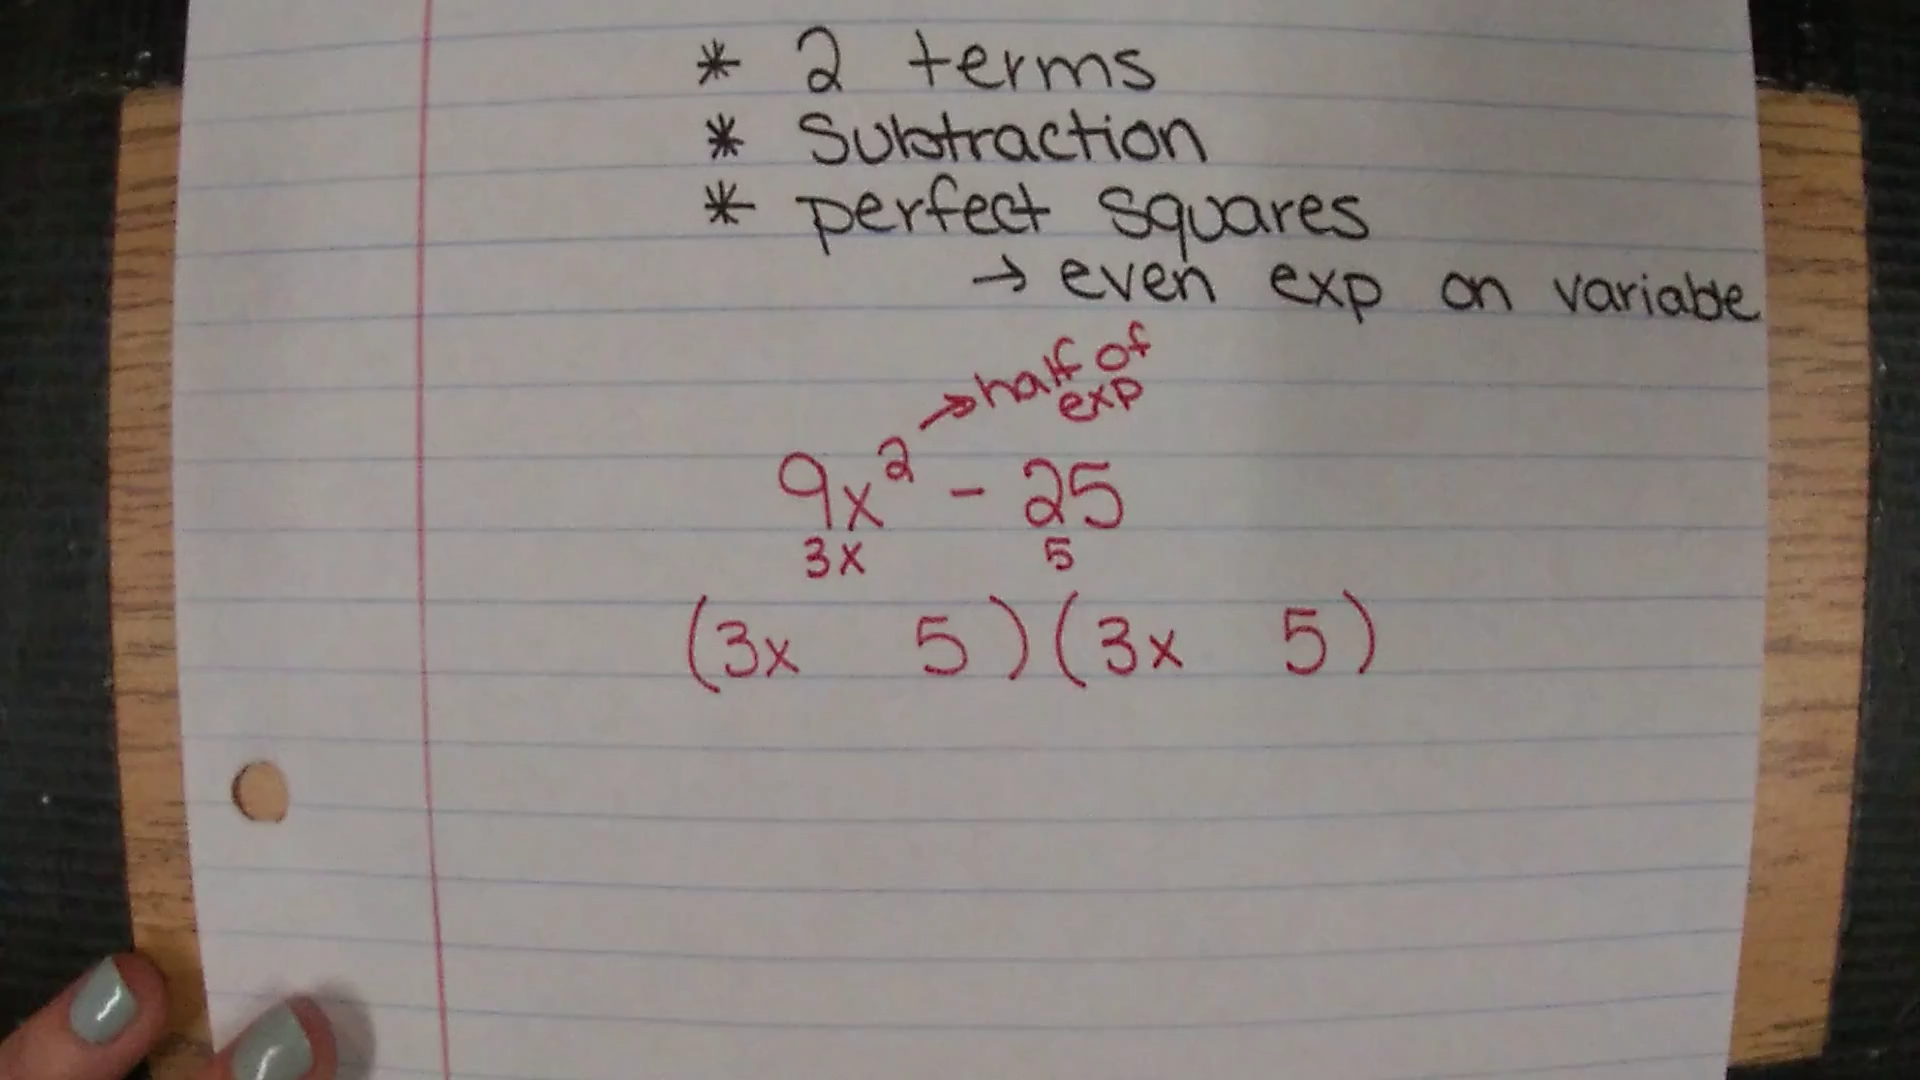 * 2 terms
* Subtraction
* perfect squares
→ even exp on variable
→ half of
exp
9x² - 25
3x 5
(3x 5)(3x 5)